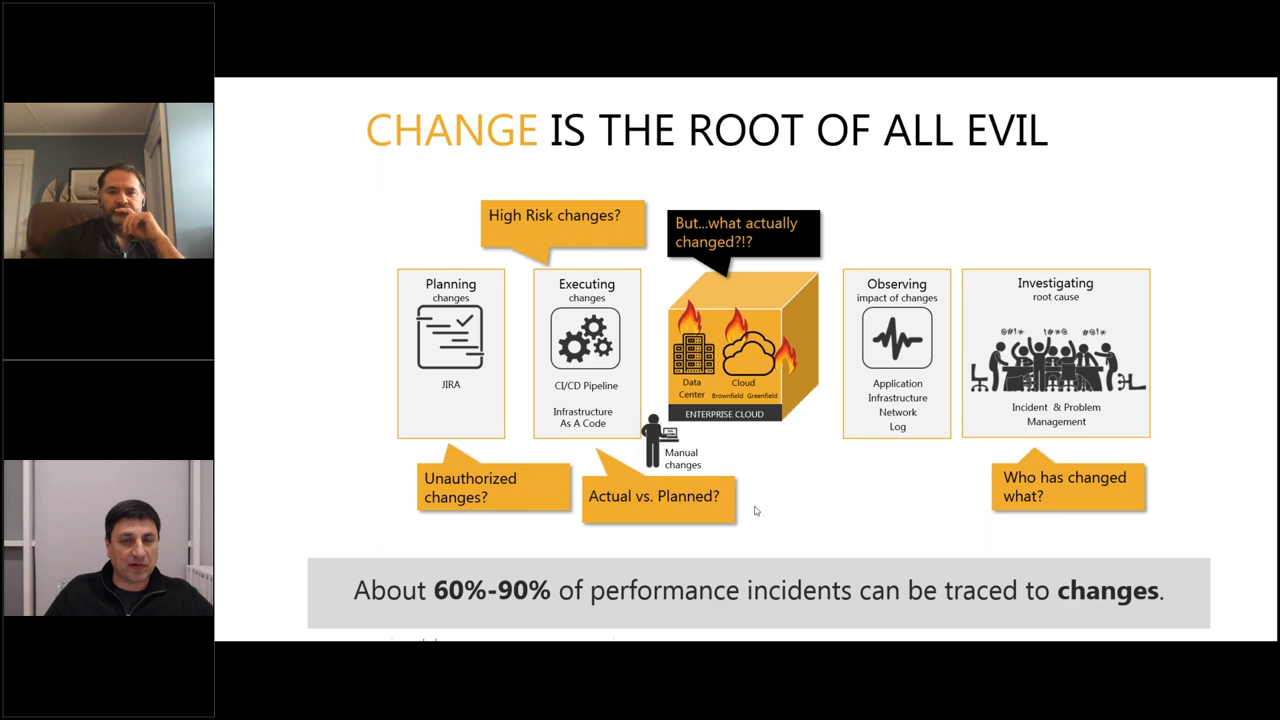 CHANGE IS THE ROOT OF ALL EVIL
High Risk changes?
But...what actually
changed?!?
Planning
changes
JIRA
Executing
changes
CI/CD Pipeline
Infrastructure
As A Code
Data
Center
Cloud
Brownfield Greenfield
ENTERPRISE CLOUD
Manual
changes
Observing
impact of changes
Application
Infrastructure
Network
Log
Investigating
root cause
@#!* !*#@ #@!*
Incident & Problem
Management
Unauthorized
changes?
Actual vs. Planned?
Who has changed
what?
About 60%-90% of performance incidents can be traced to changes.